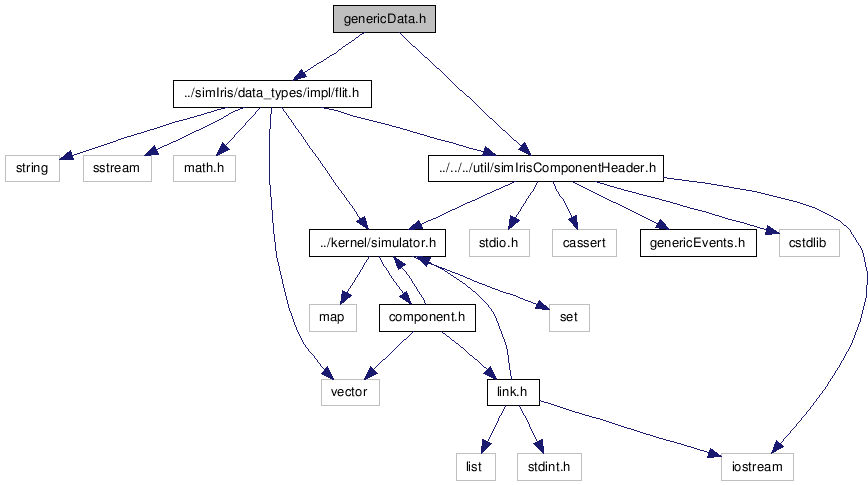 genericData.h
../simIris/data_types/impl/flit.h
string
sstream
math.h
../../../util/simIrisComponentHeader.h
../kernel/simulator.h
stdio.h
cassert
genericEvents.h
cstdlib
map
component.h
set
vector
link.h
list
stdint.h
iostream